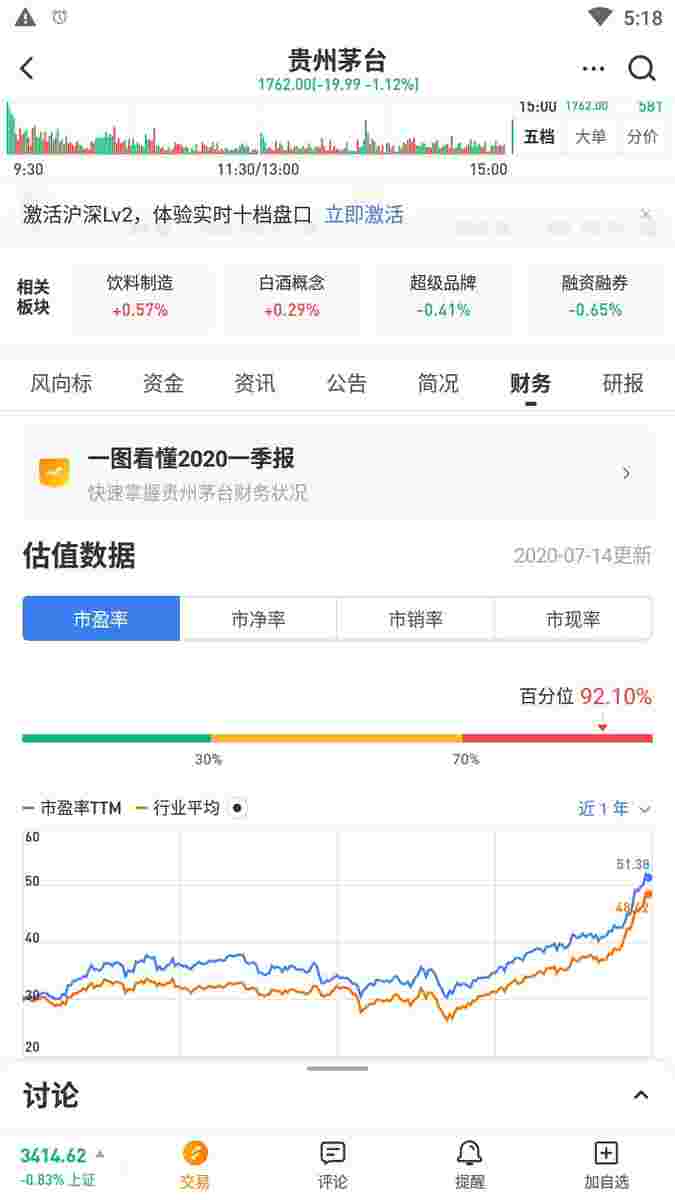 5:18
贵州茅台
1762.00(-19.99 -1.12%)
15:00 1762.00 581
五档 大单 分价
9:30 11:30/13:00 15:00
激活沪深Lv2，体验实时十档盘口 立即激活
相关板块
饮料制造 白酒概念 超级品牌 融资融券
+0.57% +0.29% -0.41% -0.65%
风向标 资金 资讯 公告 简况 财务 研报
一图看懂2020一季报
快速掌握贵州茅台财务状况
估值数据 2020-07-14更新
市盈率 市净率 市销率 市现率
百分位 92.10%
30% 70%
市盈率TTM 行业平均 近1年
60
51.38
50
48.42
40
30
20
讨论
3414.62
-0.83% 上证
交易 评论 提醒 加自选